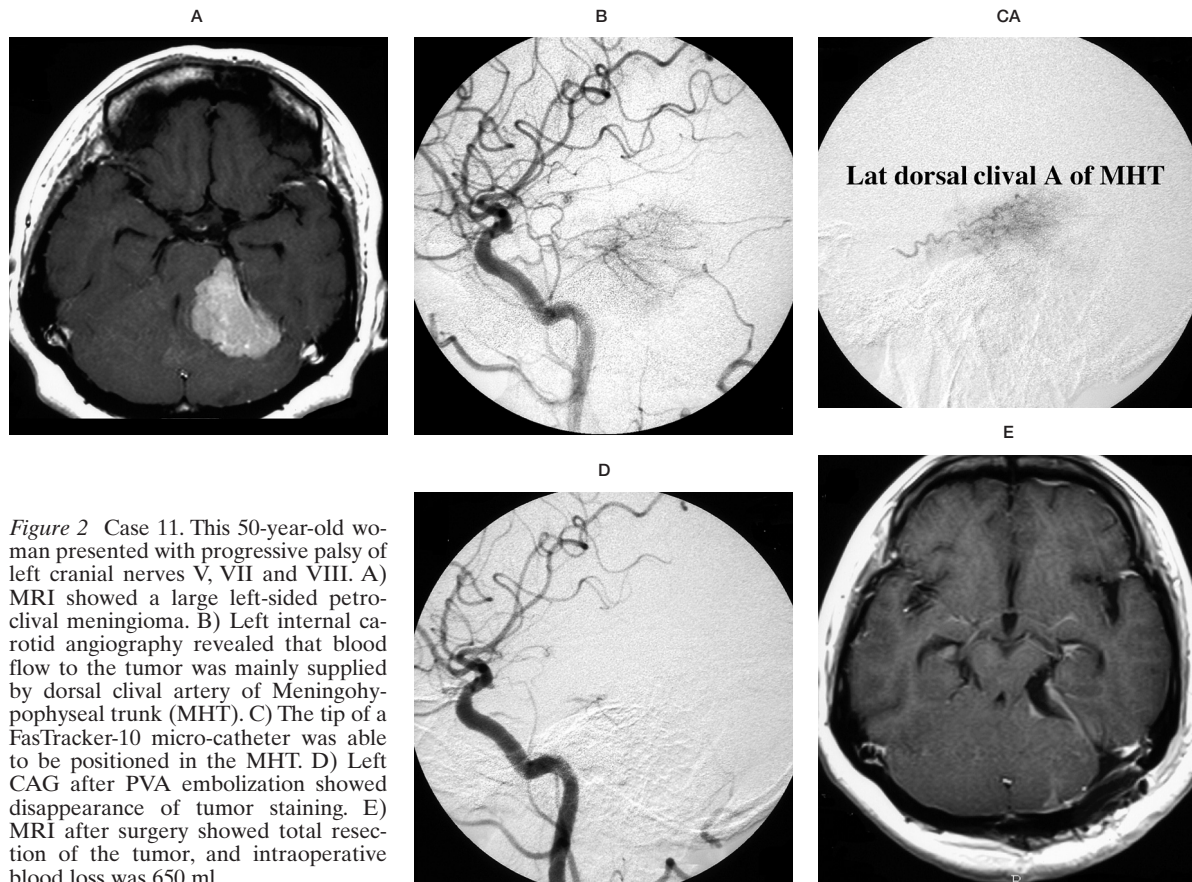 A
B
CA
Lat dorsal clival A of MHT
E
D
Figure 2 Case 11. This 50-year-old wo-
man presented with progressive palsy of
left cranial nerves V, VII and VIII. A)
MRI showed a large left-sided petro-
clival meningioma. B) Left internal ca-
rotid angiography revealed that blood
flow to the tumor was mainly supplied
by dorsal clival artery of Meningohy-
pophyseal trunk (MHT). C) The tip of a
FasTracker-10 micro-catheter was able
to be positioned in the MHT. D) Left
CAG after PVA embolization showed
disappearance of tumor staining. E)
MRI after surgery showed total resec-
tion of the tumor, and intraoperative
blood loss was 650 ml